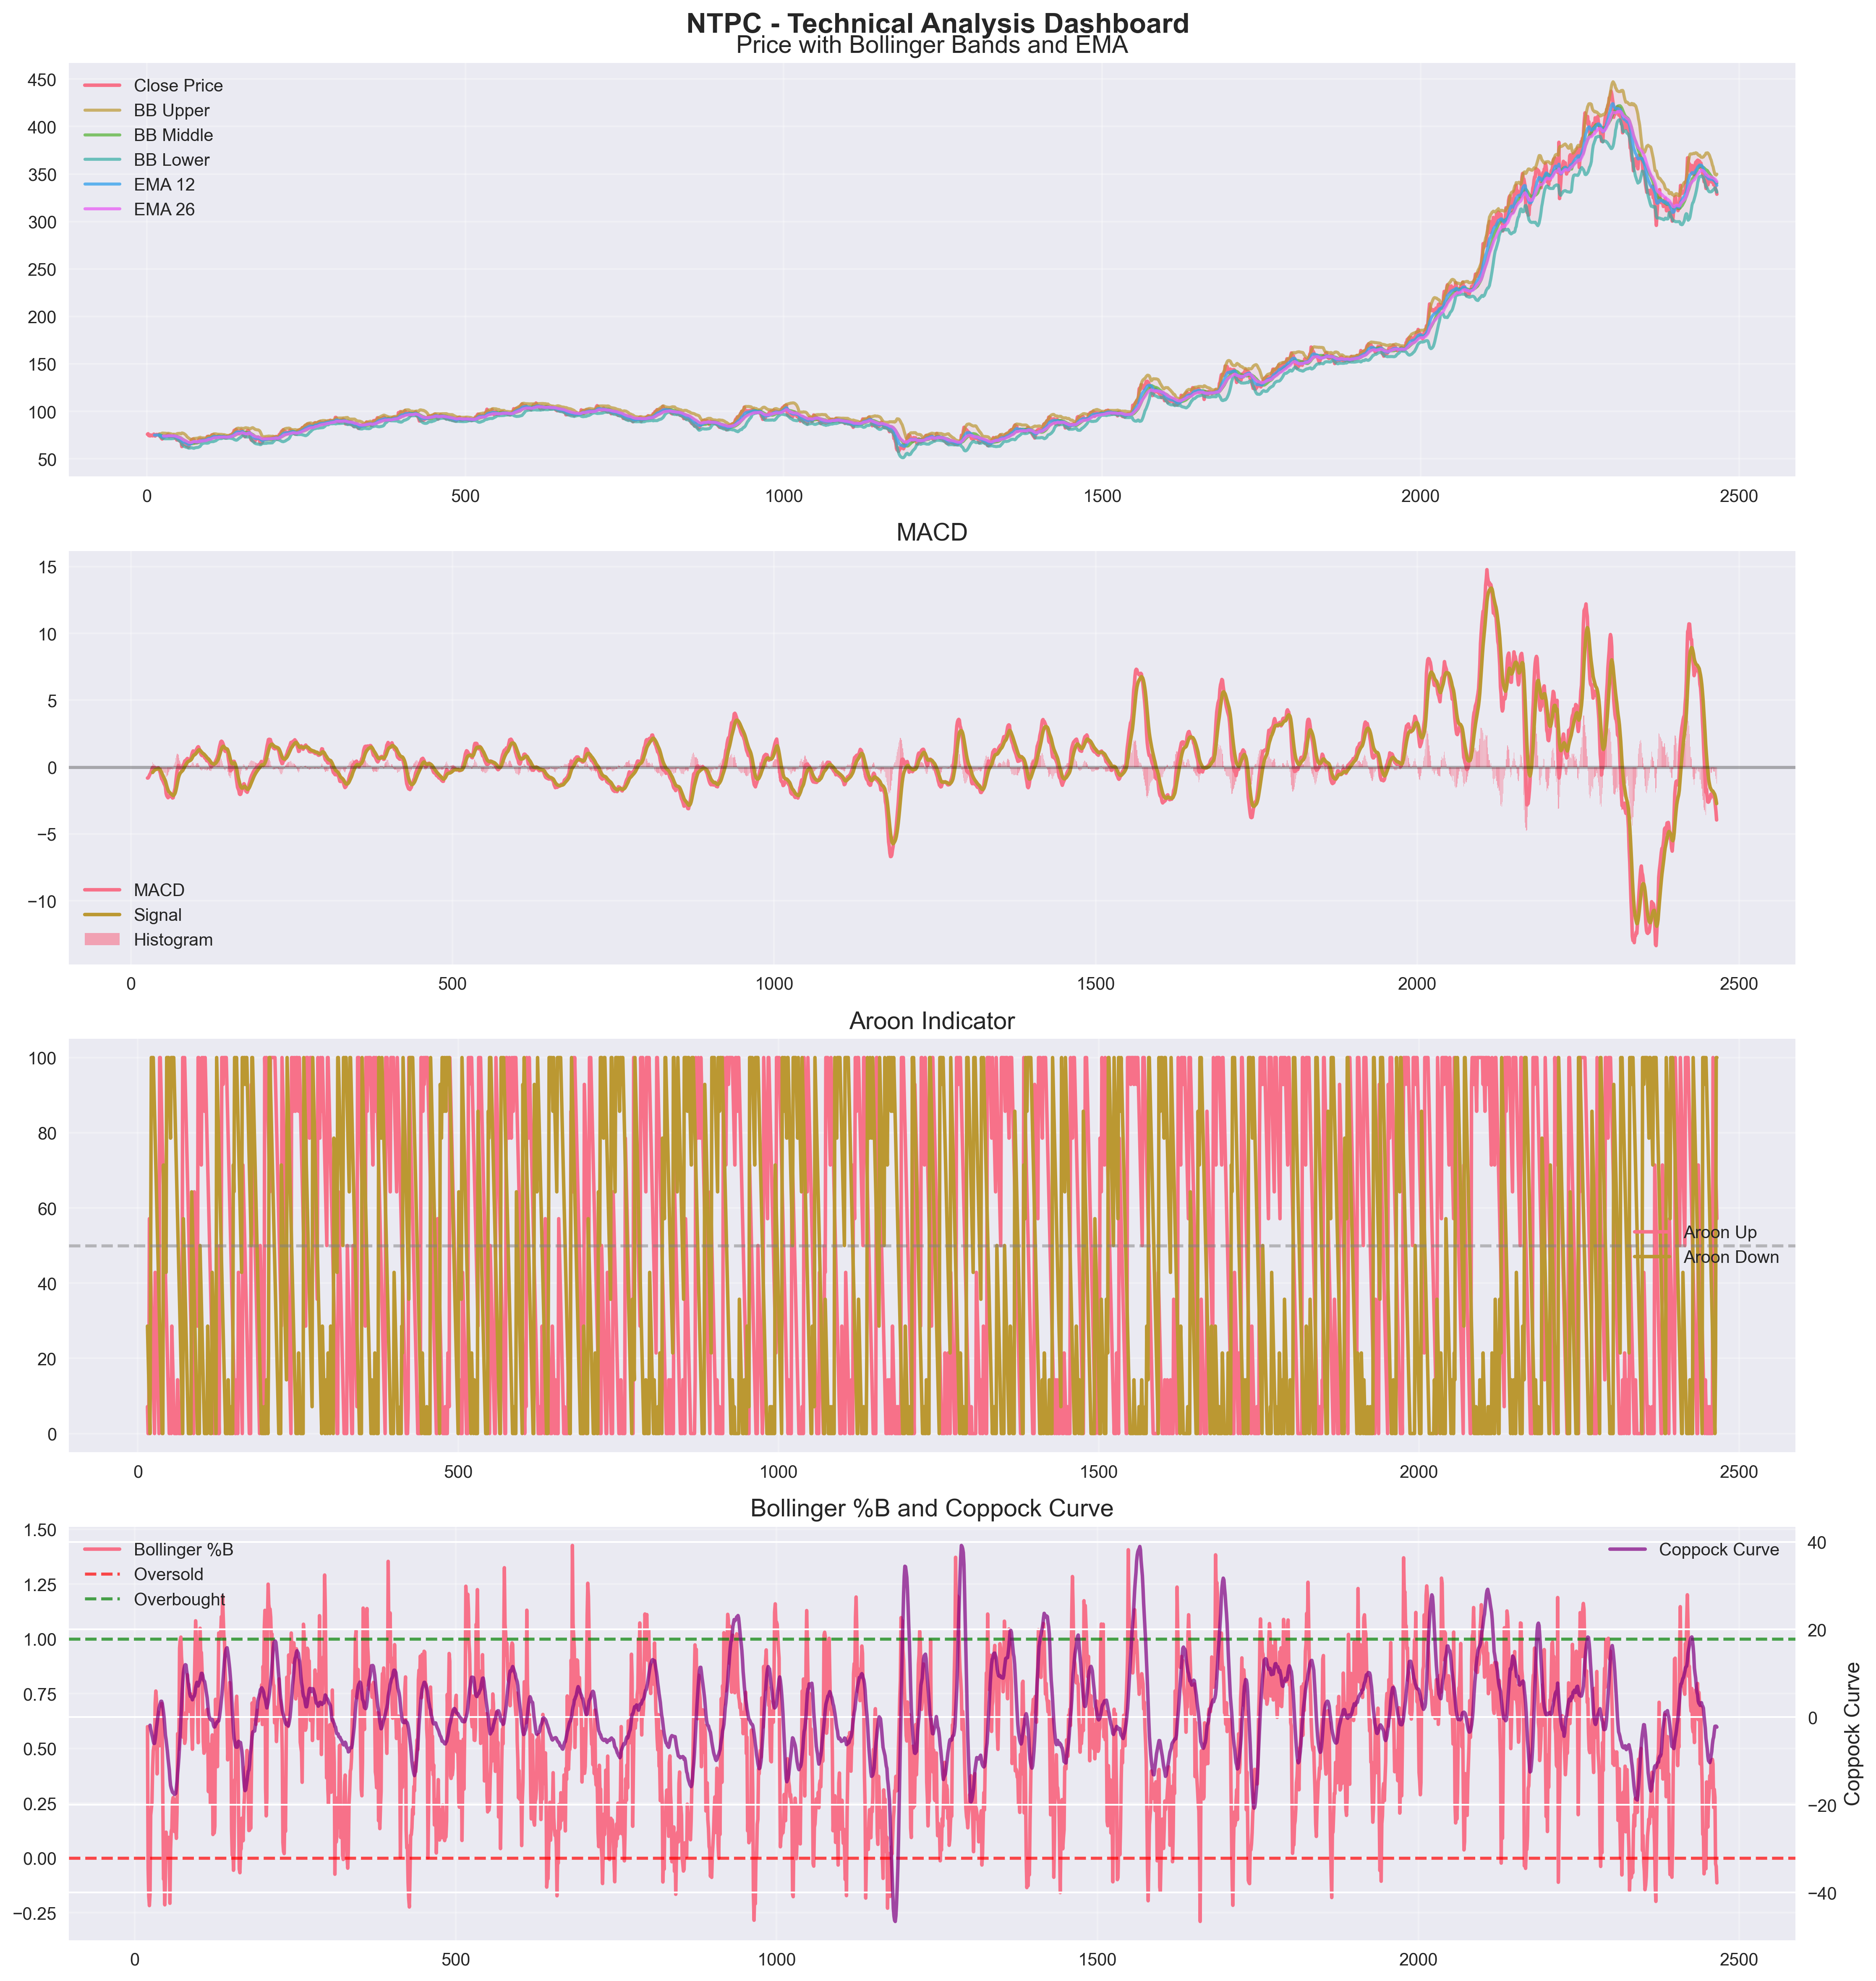 NTPC - Technical Analysis Dashboard
Price with Bollinger Bands and EMA
450
400
350
300
250
200
150
100
50
Close Price
BB Upper
BB Middle
BB Lower
EMA 12
EMA 26
0 500 1000 1500 2000 2500
MACD
15
10
5
0
−5
−10
MACD
Signal
Histogram
0 500 1000 1500 2000 2500
Aroon Indicator
100
80
60
40
20
0
Aroon Up
Aroon Down
0 500 1000 1500 2000 2500
Bollinger %B and Coppock Curve
1.50
1.25
1.00
0.75
0.50
0.25
0.00
−0.25
Bollinger %B
Oversold
Overbought
Coppock Curve
40
20
0
−20
−40
Coppock Curve
0 500 1000 1500 2000 2500